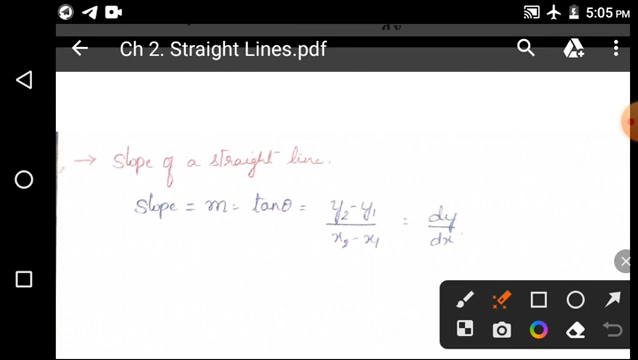 5:05 PM
Ch 2. Straight Lines.pdf
→ Slope of a straight line.
Slope = m = tanθ = y₂-y₁/x₂-x₁ = dy/dx